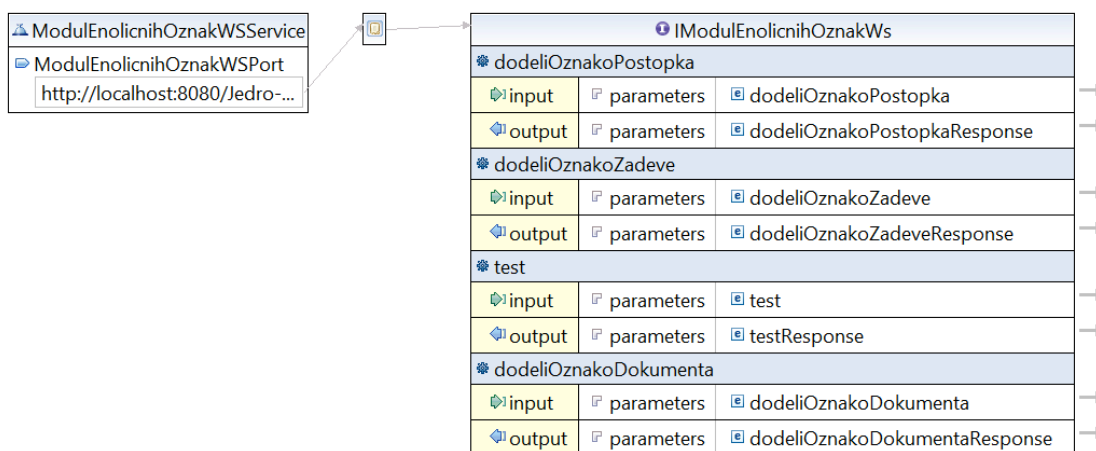 ModulEnolicnihOznakWSService
ModulEnolicnihOznakWSPort
http://localhost:8080/Jedro-...
IModulEnolicnihOznakWs
dodeliOznakoPostopka
input parameters dodeliOznakoPostopka
output parameters dodeliOznakoPostopkaResponse
dodeliOznakoZadeve
input parameters dodeliOznakoZadeve
output parameters dodeliOznakoZadeveResponse
test
input parameters test
output parameters testResponse
dodeliOznakoDokumenta
input parameters dodeliOznakoDokumenta
output parameters dodeliOznakoDokumentaResponse